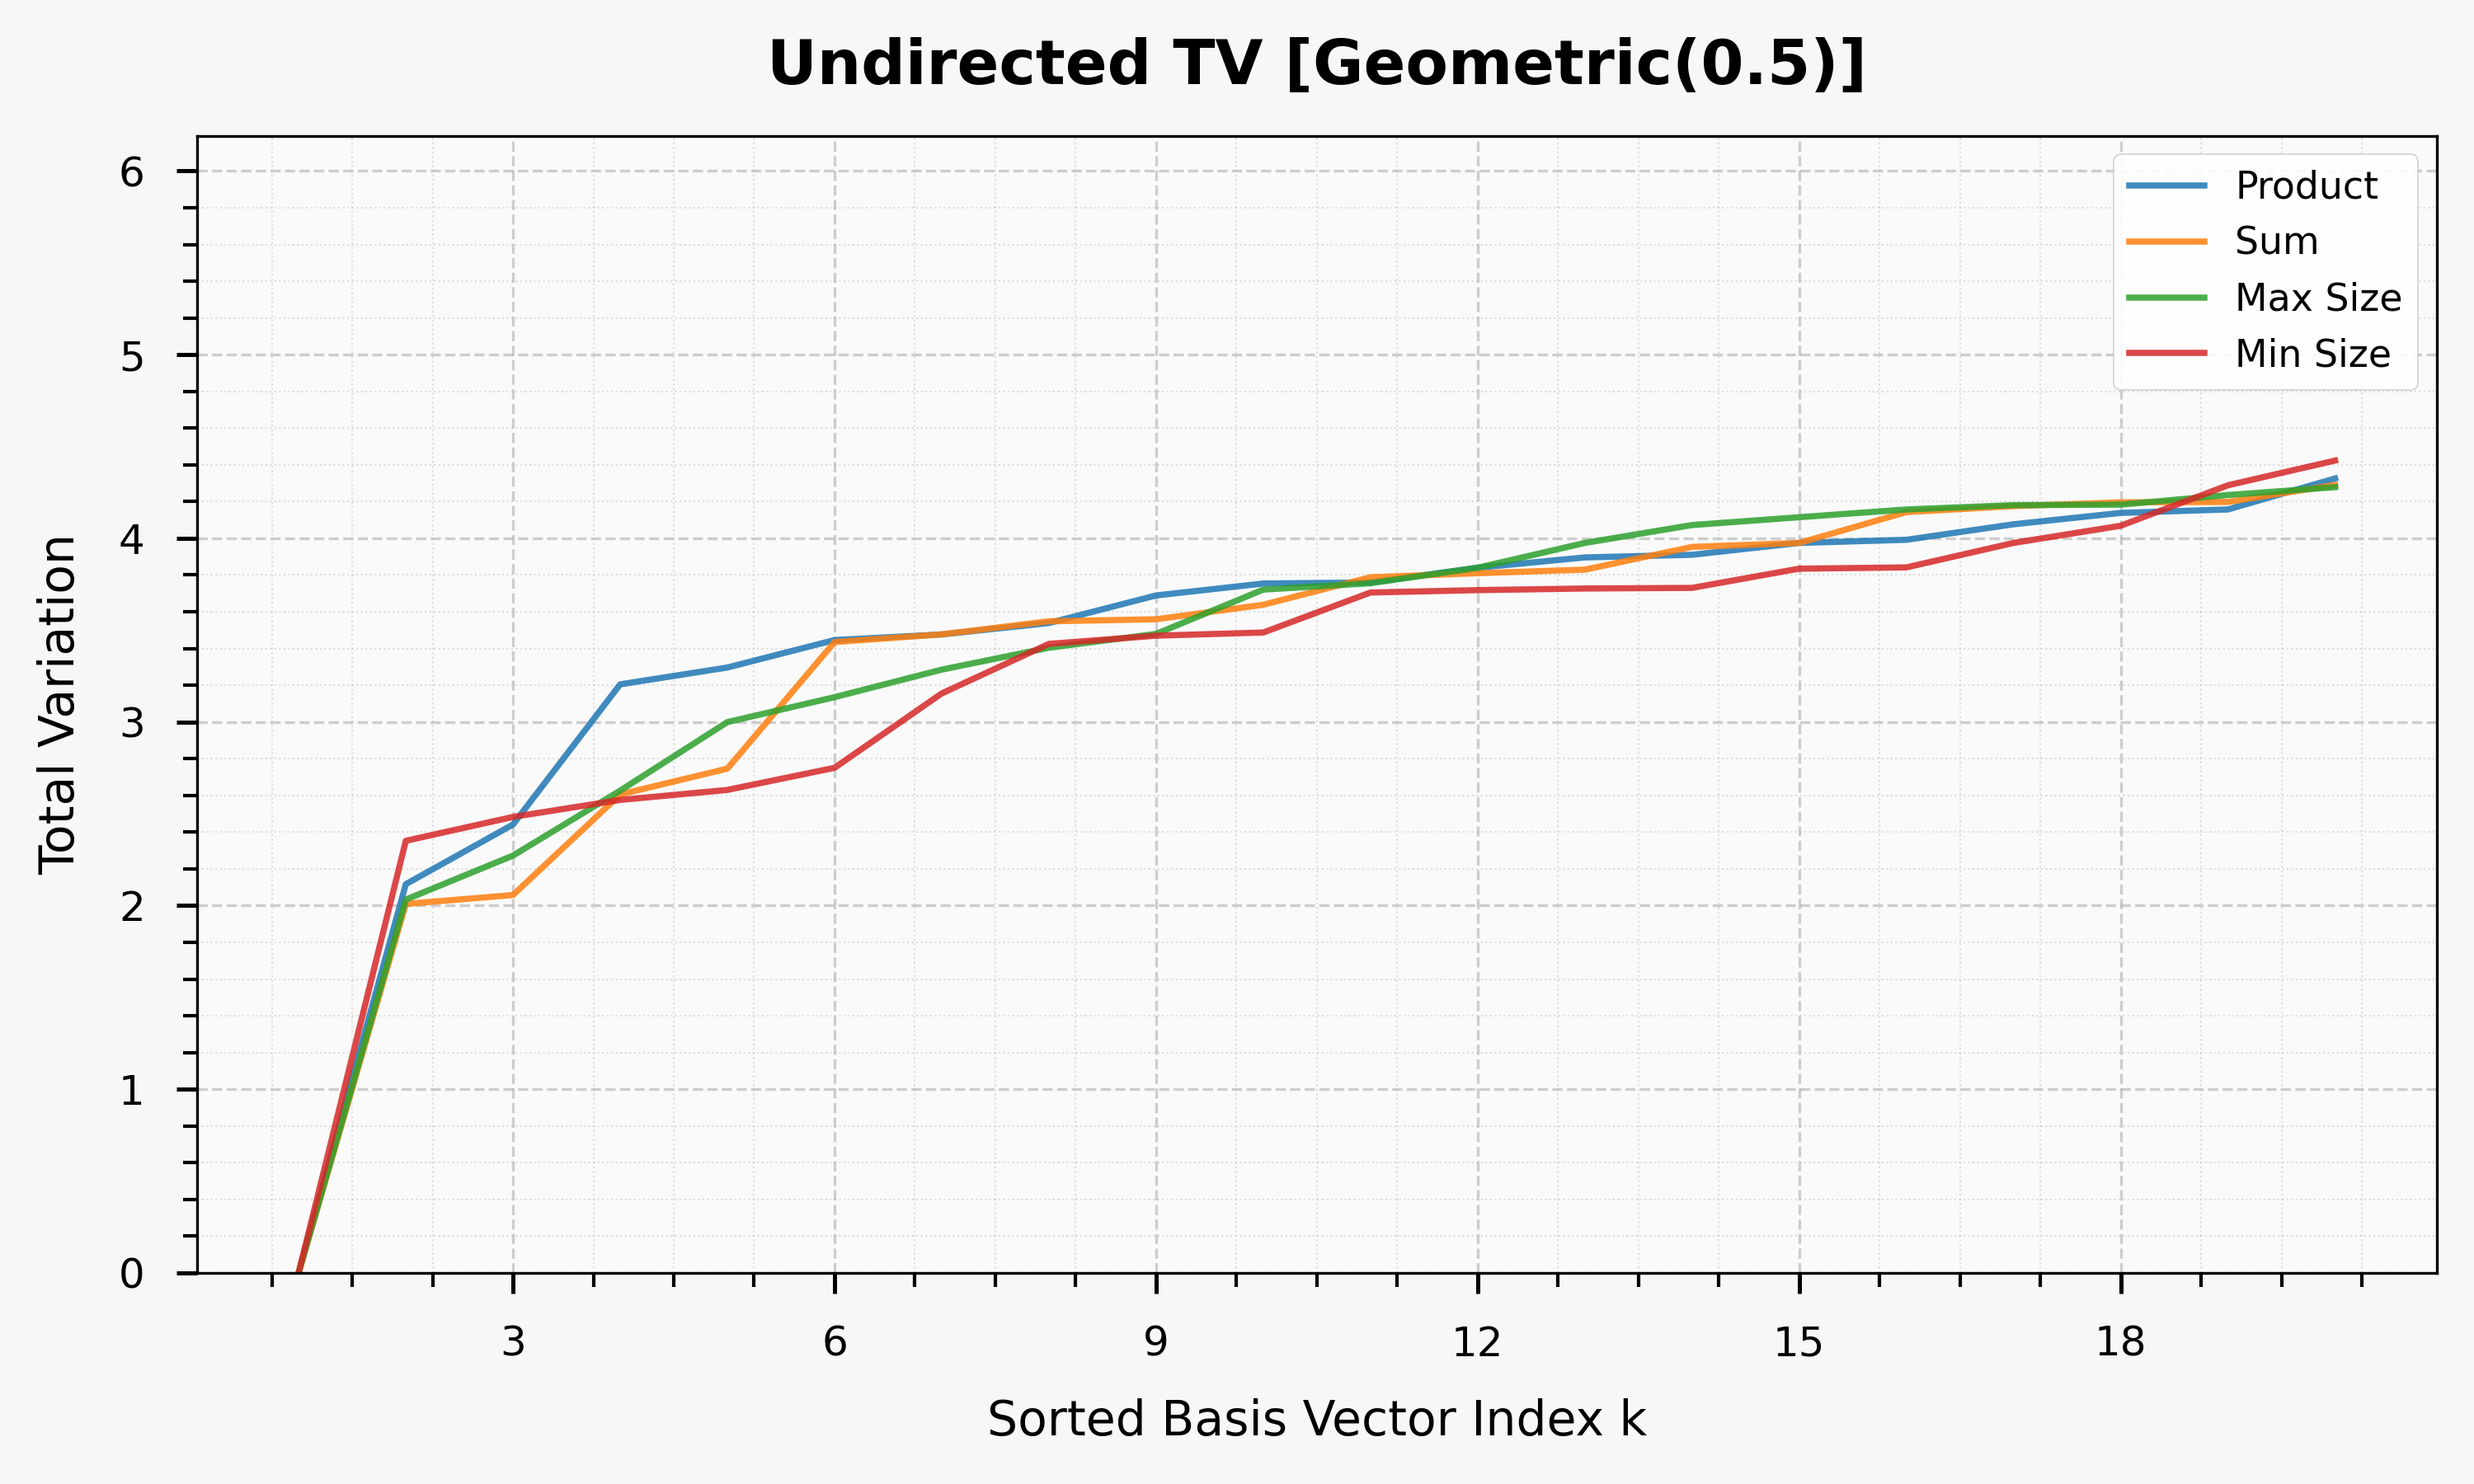 Undirected TV [Geometric(0.5)]
Product
Sum
Max Size
Min Size
Total Variation
6
5
4
3
2
1
0
3 6 9 12 15 18
Sorted Basis Vector Index k